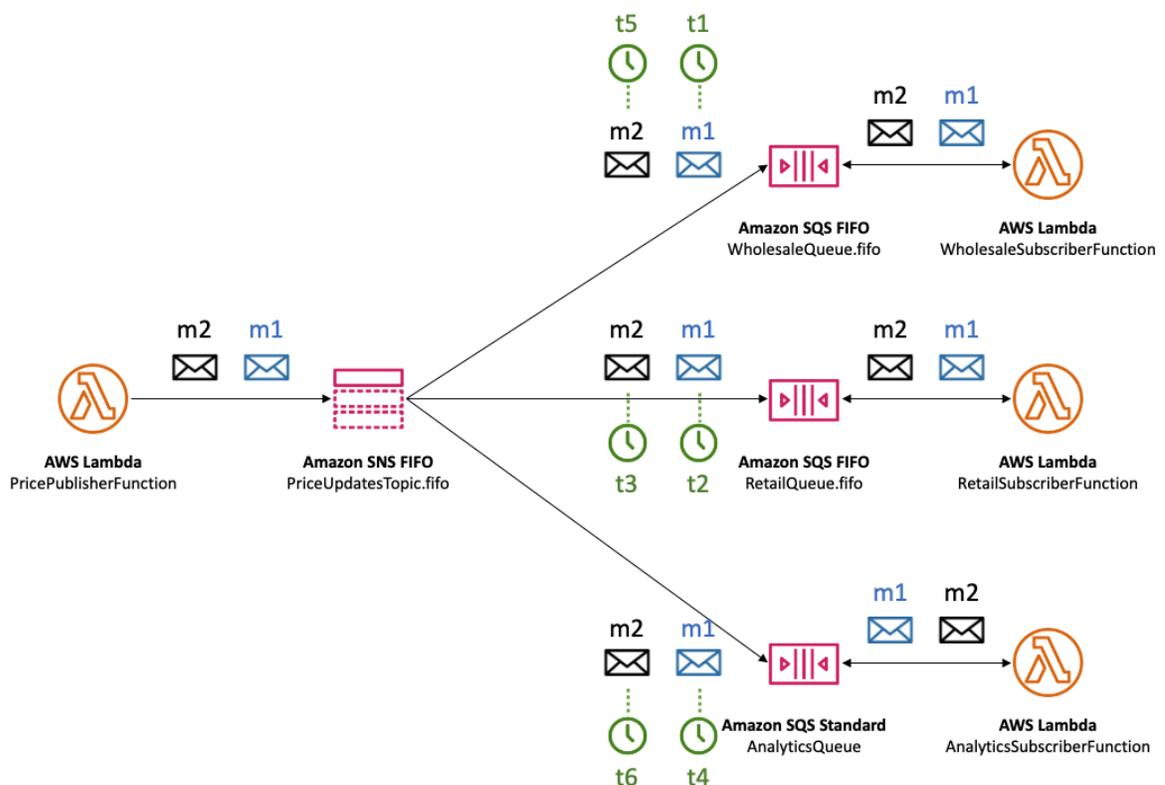 t5 t1
m2 m1
m2 m1
Amazon SQS FIFO
WholesaleQueue.fifo
AWS Lambda
WholesaleSubscriberFunction
m2 m1
m2 m1
m2 m1
AWS Lambda
PricePublisherFunction
Amazon SNS FIFO
PriceUpdatesTopic.fifo
t3 t2
Amazon SQS FIFO
RetailQueue.fifo
AWS Lambda
RetailSubscriberFunction
m1 m2
m2 m1
Amazon SQS Standard
AnalyticsQueue
AWS Lambda
AnalyticsSubscriberFunction
t6 t4